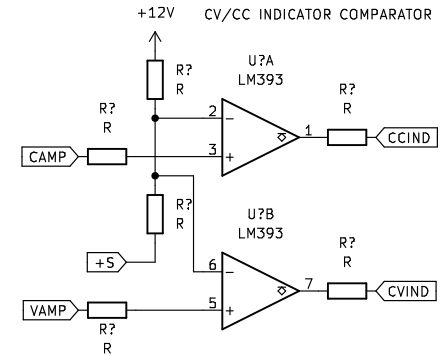 +12V CV/CC INDICATOR COMPARATOR
U?A
LM393
R?
R
R?
R
R?
R
2
-
1
CCIND
3
+
CAMP
R?
R
U?B
LM393
R?
R
+S
6
-
7
CVIND
5
+
VAMP
R?
R